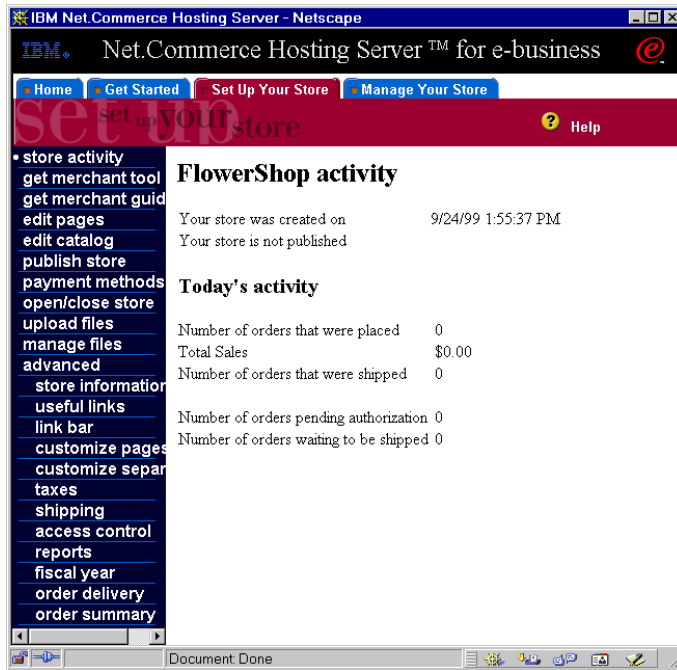 IBM Net.Commerce Hosting Server - Netscape
IBM. Net.Commerce Hosting Server ™ for e-business
Home Get Started Set Up Your Store Manage Your Store
set up
set up your store
Help
store activity
get merchant tool
get merchant guid
edit pages
edit catalog
publish store
payment methods
open/close store
upload files
manage files
advanced
store information
useful links
link bar
customize pages
customize separ
taxes
shipping
access control
reports
fiscal year
order delivery
order summary
FlowerShop activity
Your store was created on 9/24/99 1:55:37 PM
Your store is not published
Today's activity
Number of orders that were placed 0
Total Sales $0.00
Number of orders that were shipped 0
Number of orders pending authorization 0
Number of orders waiting to be shipped 0
Document: Done